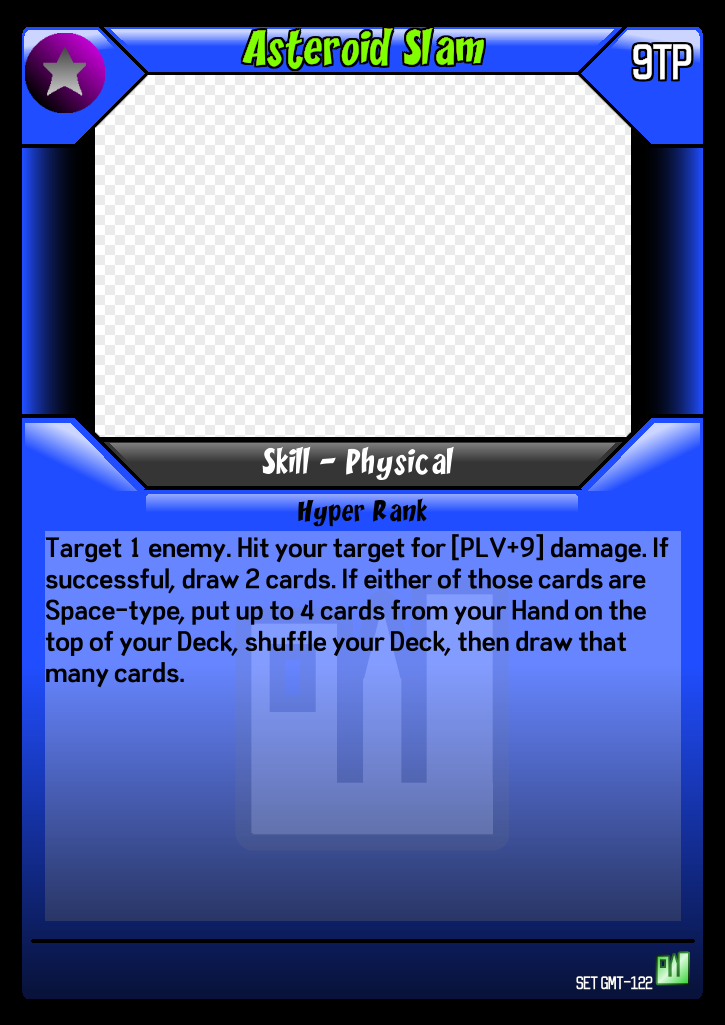 Asteroid Slam
9TP
Skill - Physical
Hyper Rank
Target 1 enemy. Hit your target for [PLV+9] damage. If
successful, draw 2 cards. If either of those cards are
Space-type, put up to 4 cards from your Hand on the
top of your Deck, shuffle your Deck, then draw that
many cards.
SET GMT-122